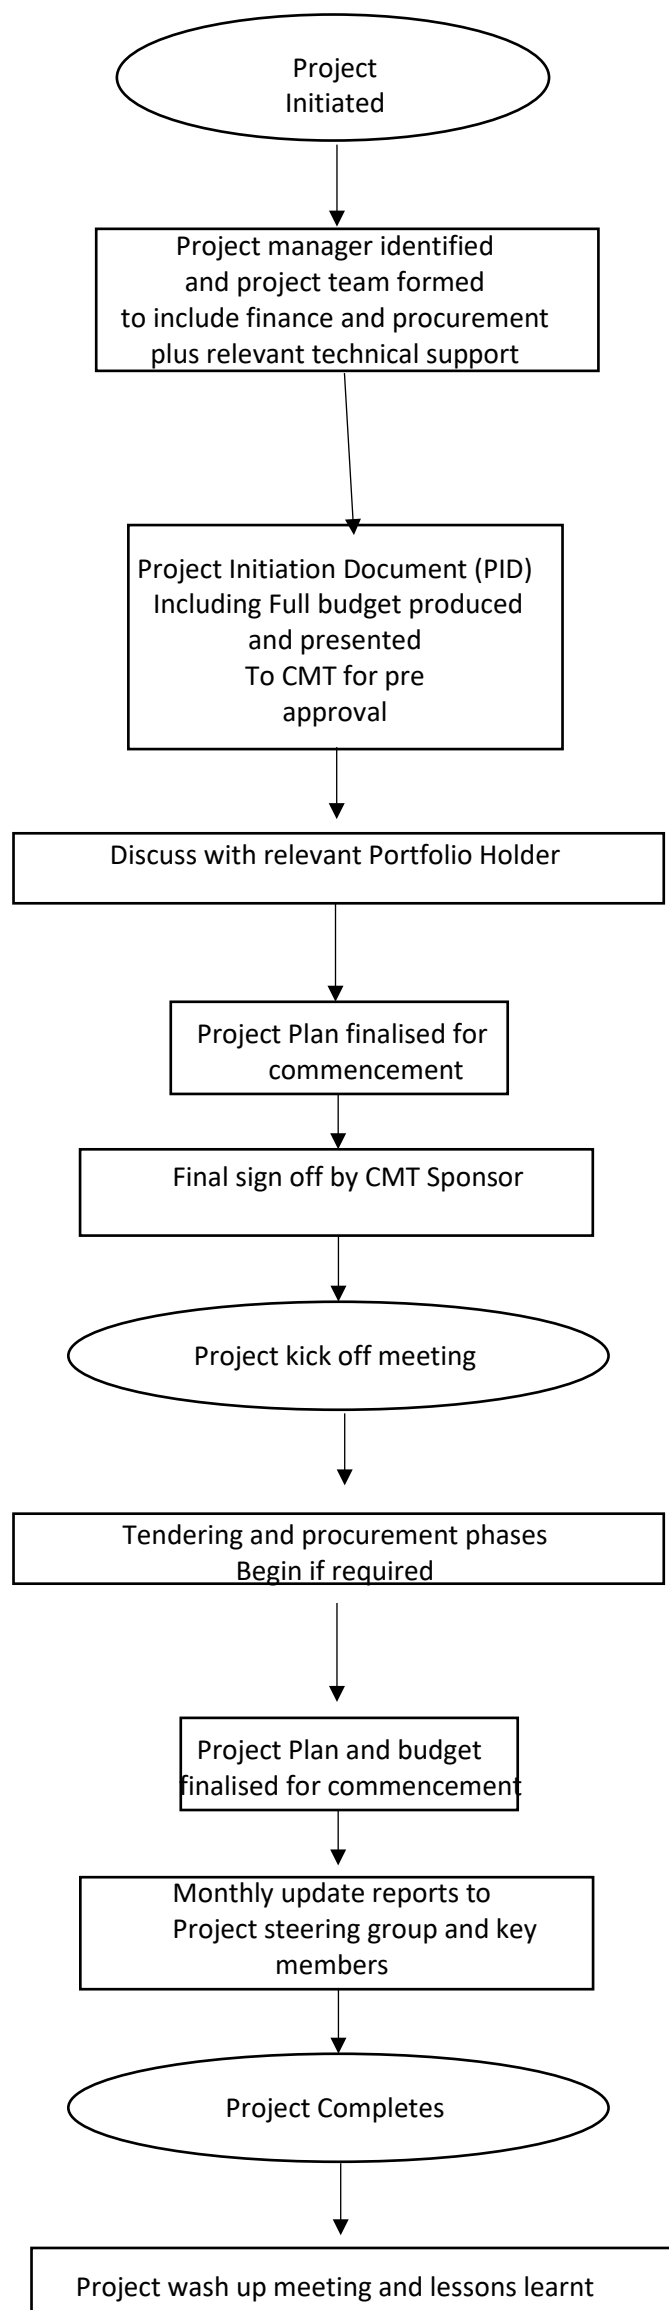 Project
Initiated
Project manager identified
and project team formed
to include finance and procurement
plus relevant technical support
Project Initiation Document (PID)
Including Full budget produced
and presented
To CMT for pre
approval
Discuss with relevant Portfolio Holder
Project Plan finalised for
commencement
Final sign off by CMT Sponsor
Project kick off meeting
Tendering and procurement phases
Begin if required
Project Plan and budget
finalised for commencement
Monthly update reports to
Project steering group and key
members
Project Completes
Project wash up meeting and lessons learnt